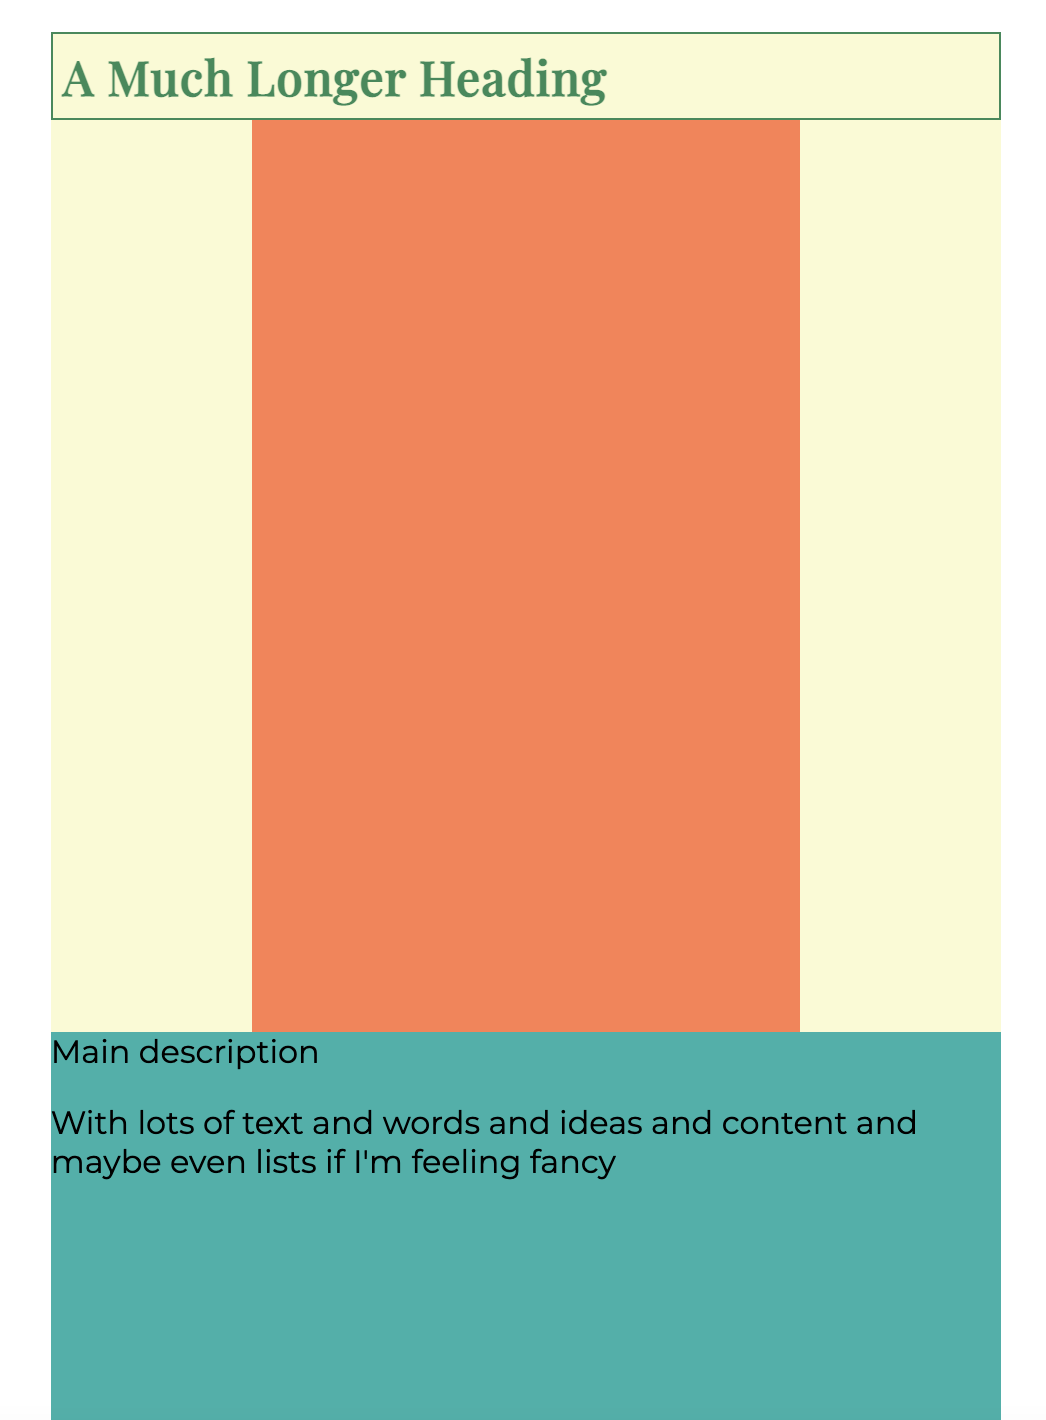 A Much Longer Heading
Main description
With lots of text and words and ideas and content and
maybe even lists if I'm feeling fancy